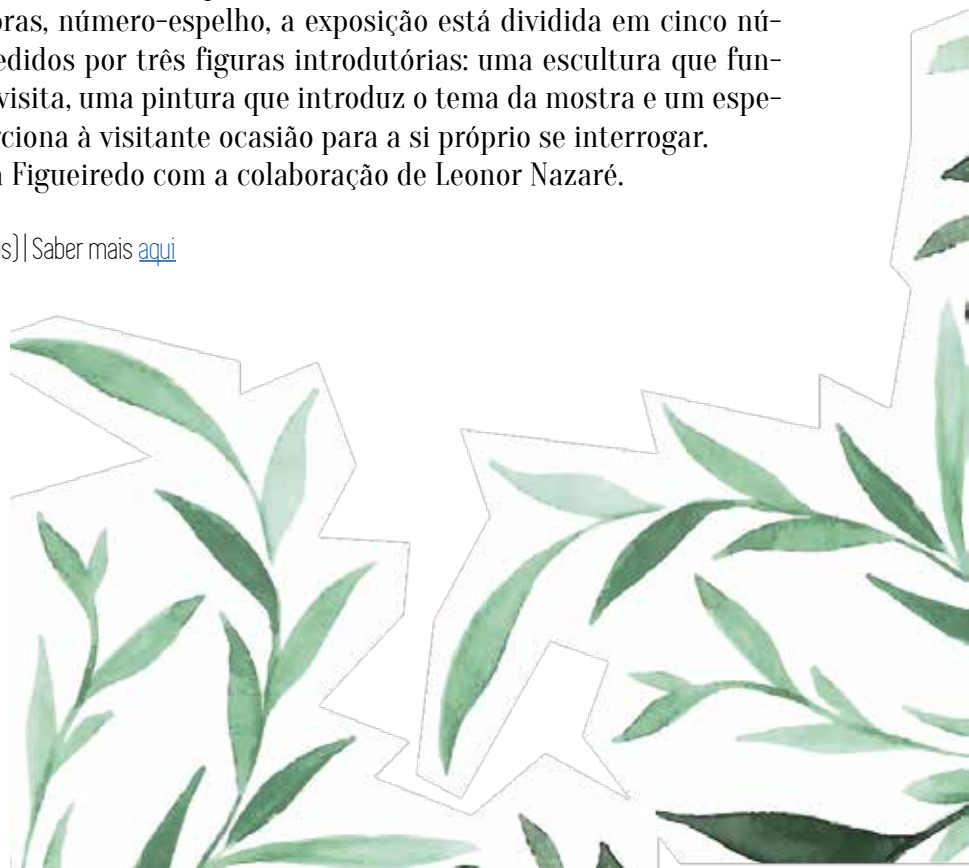 oras, número-espelho, a exposição está dividida em cinco nú-
edidos por três figuras introdutórias: uma escultura que fun-
visita, uma pintura que introduz o tema da mostra e um espe-
ciona à visitante ocasião para a si próprio se interrogar.
Figueiredo com a colaboração de Leonor Nazaré.
s) | Saber mais aqui